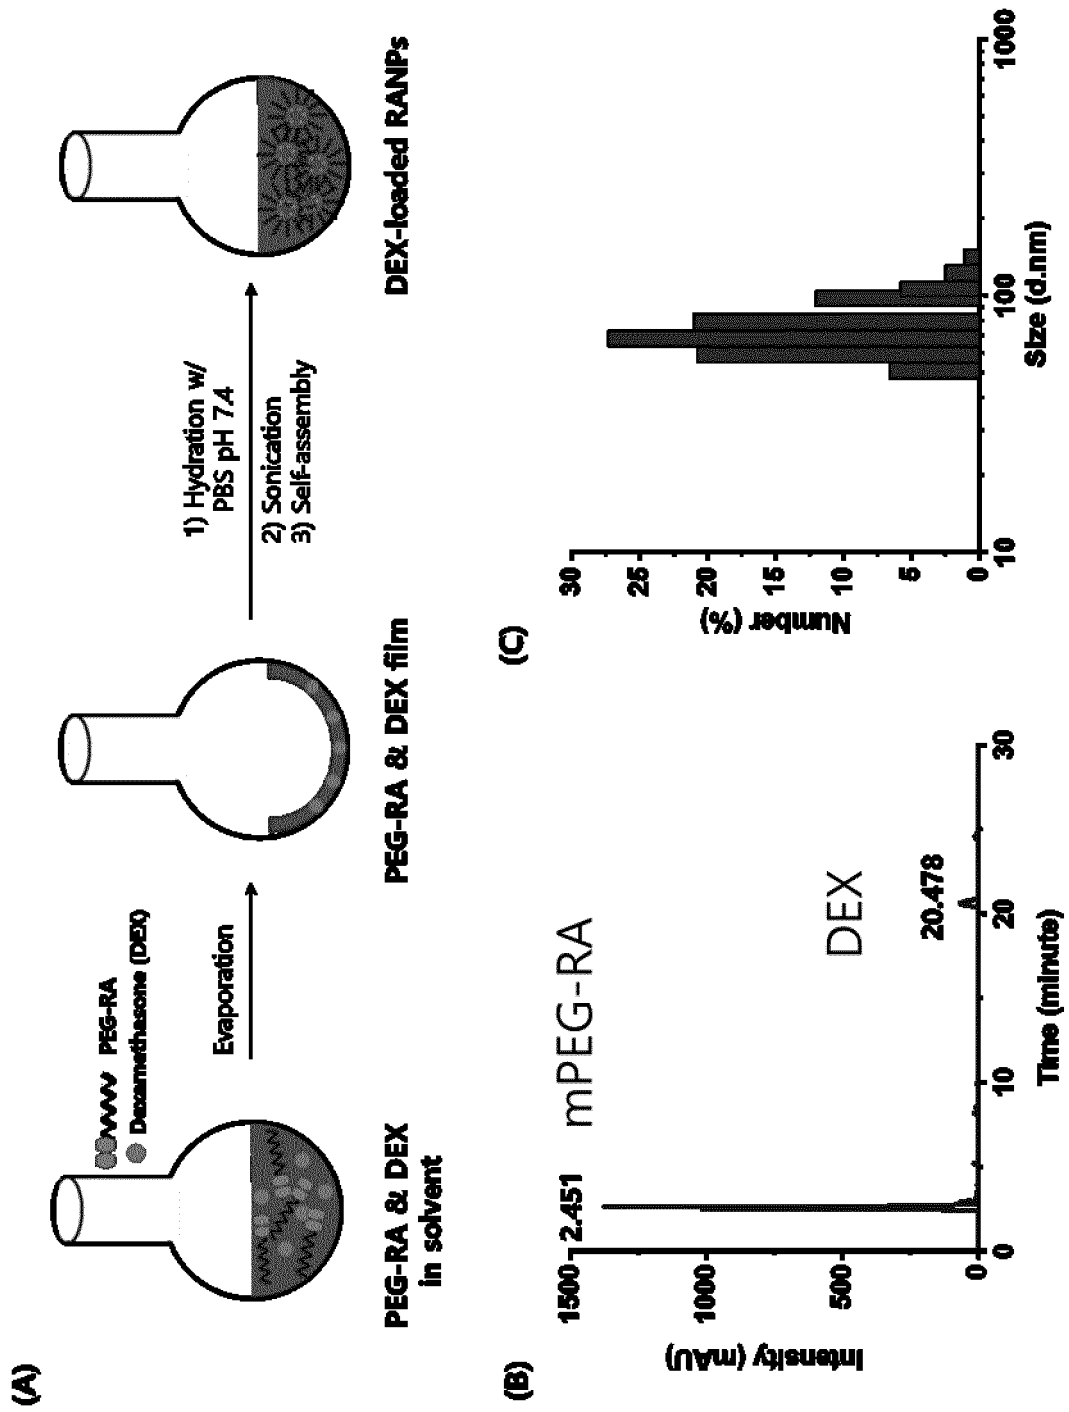 (A)
PEG-RA
Dexamethasone (DEX)
Evaporation
1) Hydration w/
PBS pH 7.4
2) Sonication
3) Self-assembly
PEG-RA & DEX
in solvent
PEG-RA & DEX film
DEX-loaded RANPs
(B)
Intensity (mAU)
1500
1000
500
0
2.451
mPEG-RA
DEX
20.478
0
10
20
30
Time (minute)
(C)
Number (%)
30
25
20
15
10
5
0
10
100
1000
Size (d.nm)